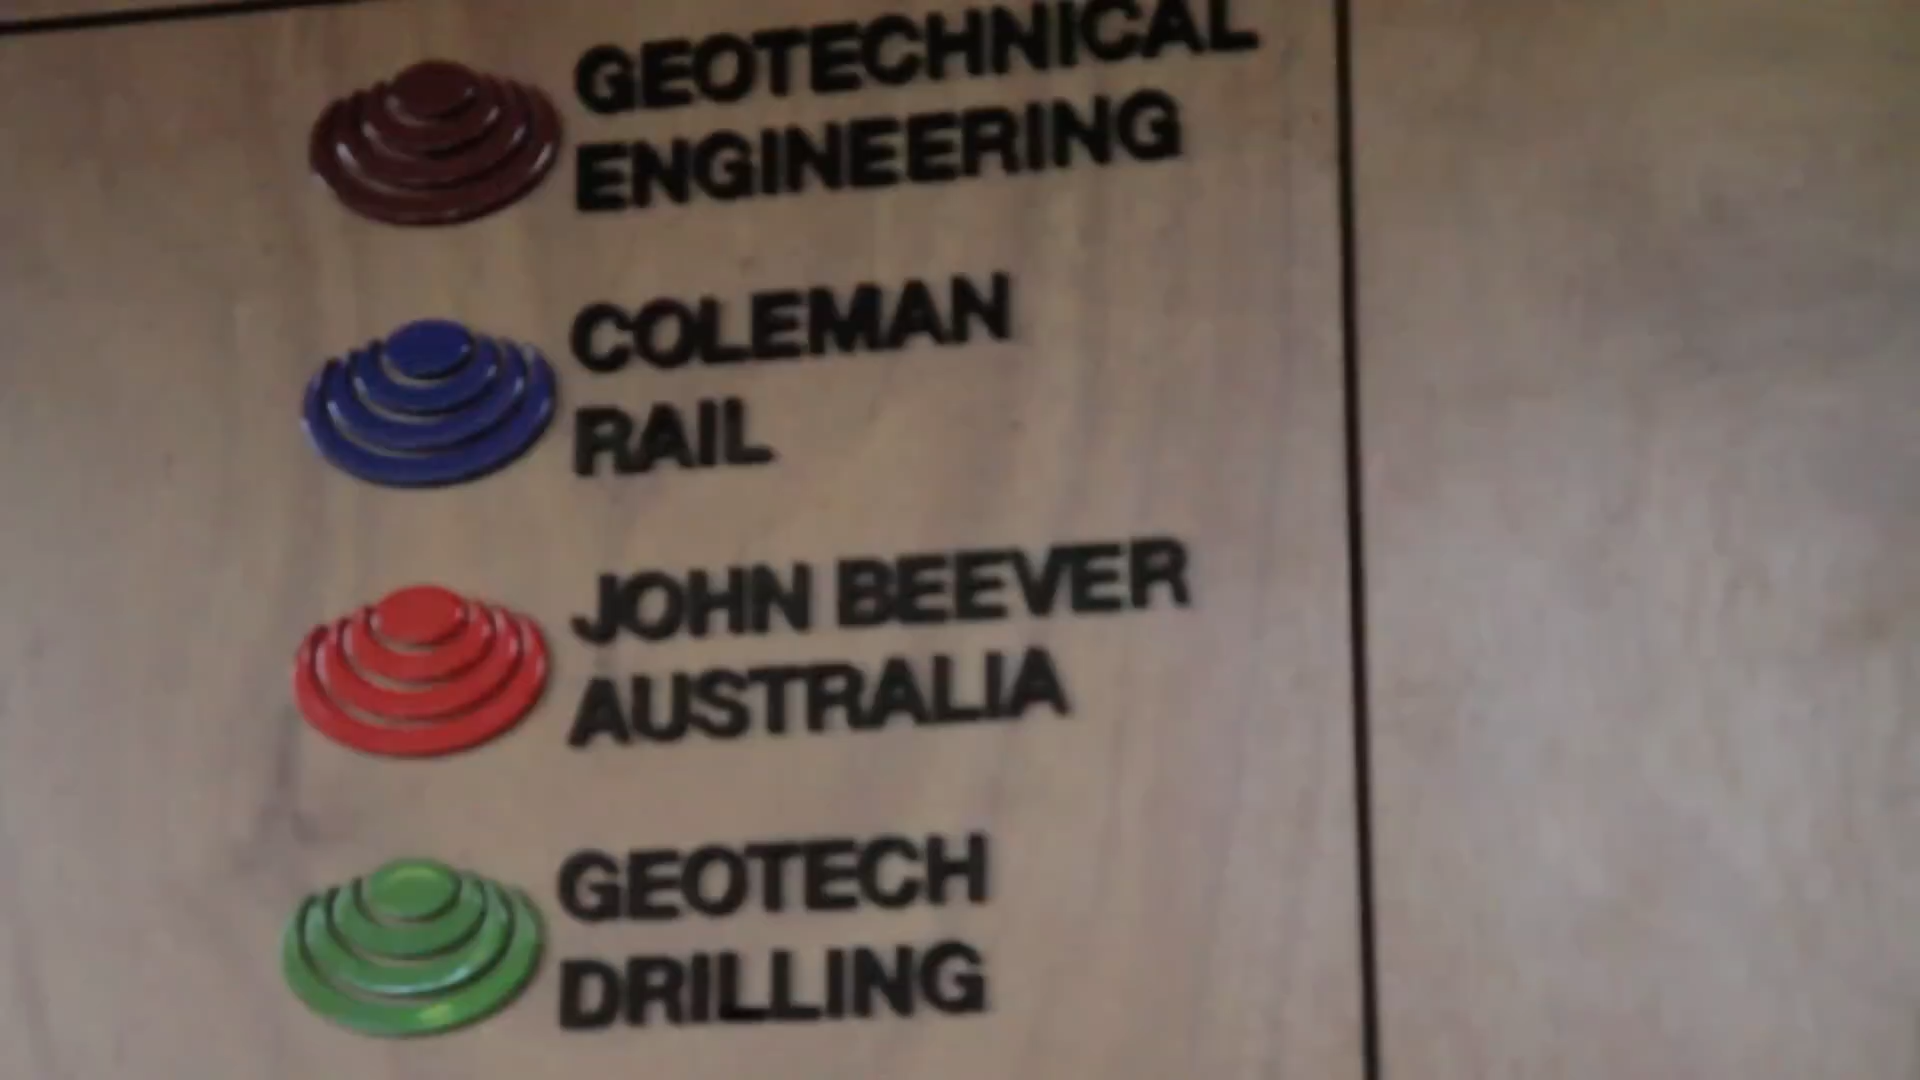 GEOTECHNICAL
ENGINEERING
COLEMAN
RAIL
JOHN BEEVER
AUSTRALIA
GEOTECH
DRILLING